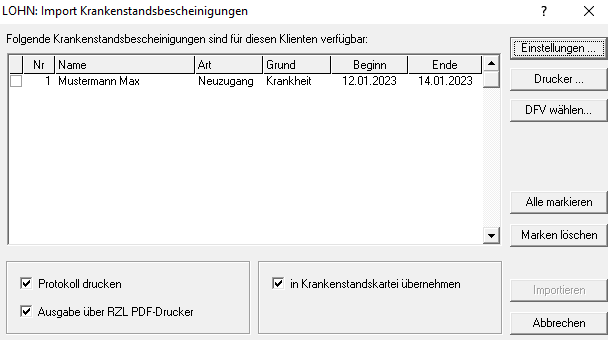 LOHN: Import Krankenstandsbescheinigungen ? ×
Folgende Krankenstandsbescheinigungen sind für diesen Klienten verfügbar:
Nr Name Art Grund Beginn Ende
1 Mustermann Max Neuzugang Krankheit 12.01.2023 14.01.2023
Einstellungen ...
Drucker ...
DFV wählen...
Alle markieren
Marken löschen
Protokoll drucken
Ausgabe über RZL PDF-Drucker
in Krankenstandskartei übernehmen
Importieren
Abbrechen